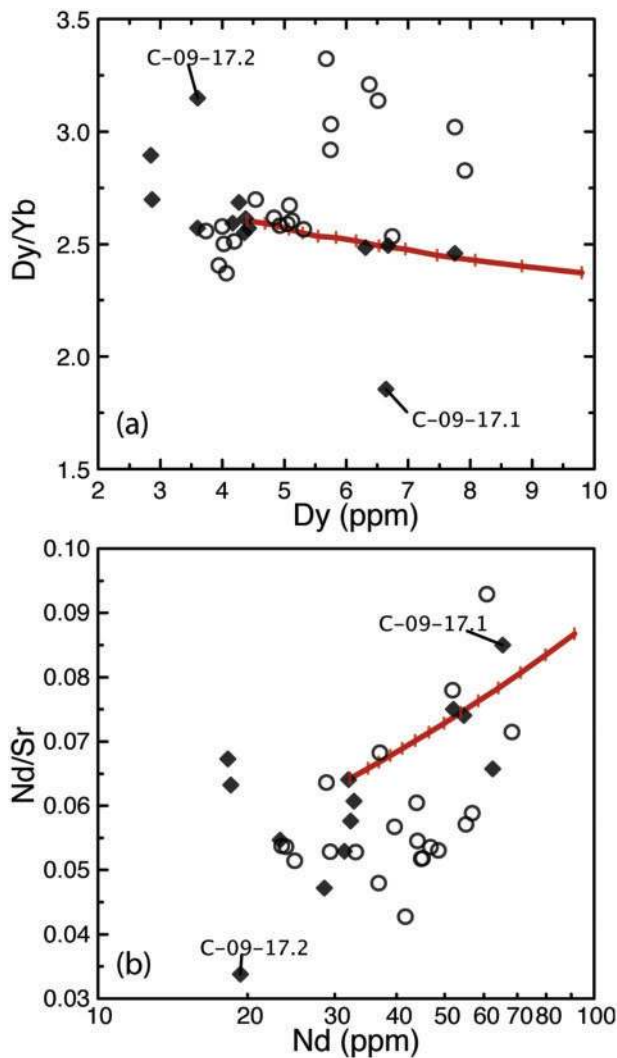 3.5
C-09-17.2
3.0
Dy/Yb
2.5
2.0
(a)
C-09-17.1
1.5
2 3 4 5 6 7 8 9 10
Dy (ppm)
0.10
0.09
C-09-17.1
0.08
Nd/Sr
0.07
0.06
0.05
0.04
(b)
C-09-17.2
0.03
10 20 30 40 50 60 70 80 100
Nd (ppm)